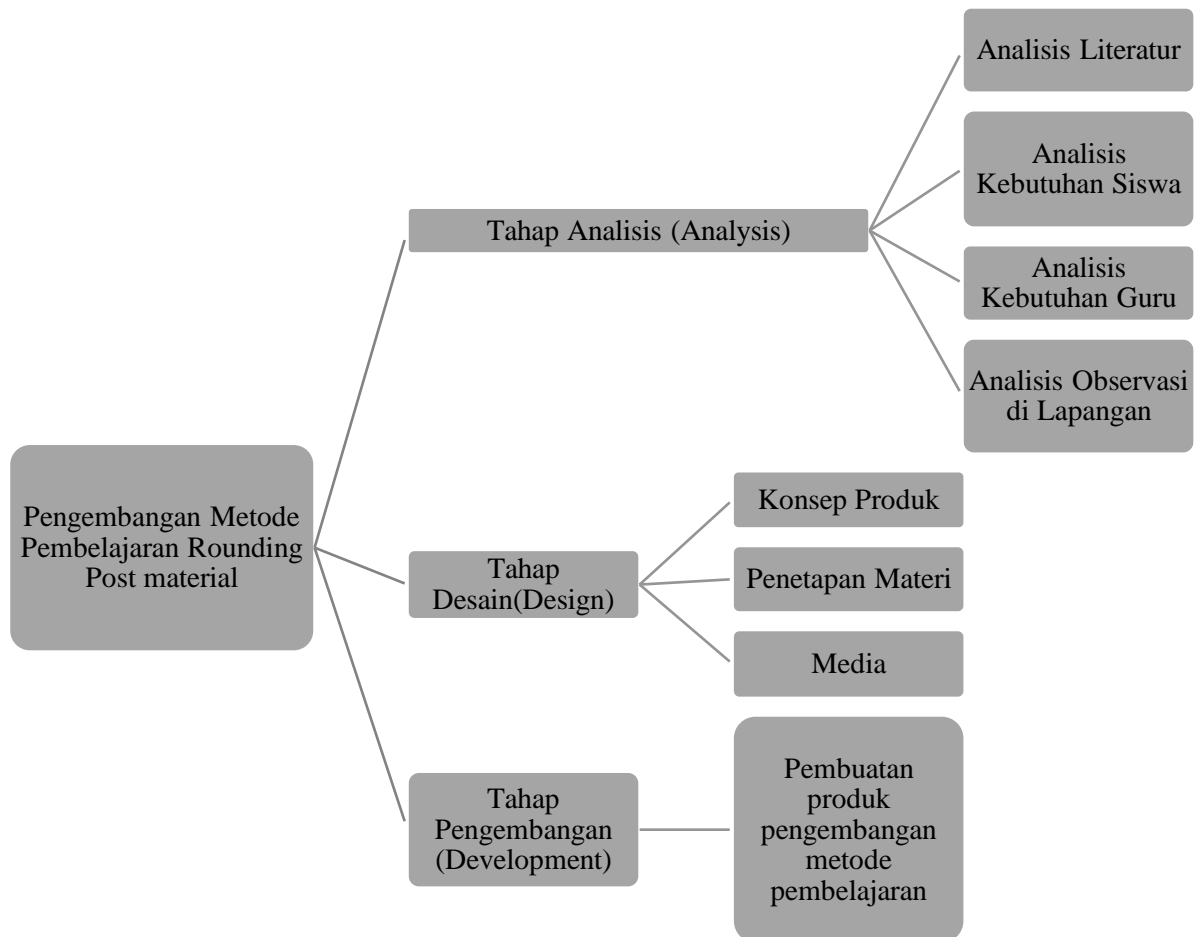 Pengembangan Metode
Pembelajaran Rounding
Post material
Tahap Analisis (Analysis)
Analisis Literatur
Analisis
Kebutuhan Siswa
Analisis
Kebutuhan Guru
Analisis Observasi
di Lapangan
Tahap
Desain(Design)
Konsep Produk
Penetapan Materi
Media
Tahap
Pengembangan
(Development)
Pembuatan
produk
pengembangan
metode
pembelajaran